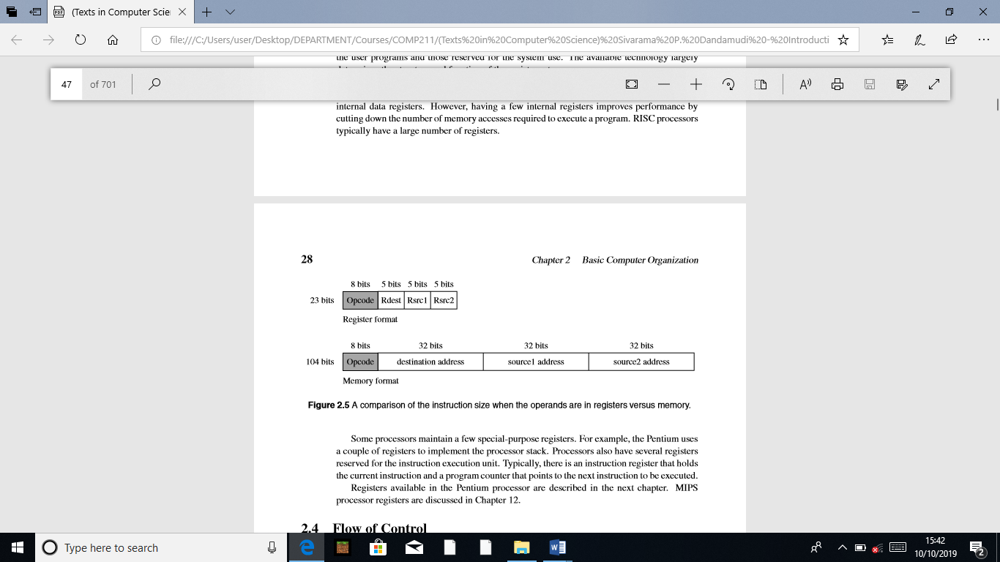 (Texts in Computer Scie
file:///C:/Users/user/Desktop/DEPARTMENT/Courses/COMP211/(Texts%20in%20Computer%20Science)%20Sivarama%20P.%20Dandamudi%20-%20Introducti
the user programs and those reserved for the system use. The available technology largely
47 of 701
internal data registers. However, having a few internal registers improves performance by
cutting down the number of memory accesses required to execute a program. RISC processors
typically have a large number of registers.
28 Chapter 2 Basic Computer Organization
8 bits 5 bits 5 bits 5 bits
23 bits Opcode Rdest Rsrc1 Rsrc2
Register format
8 bits 32 bits 32 bits 32 bits
104 bits Opcode destination address source1 address source2 address
Memory format
Figure 2.5 A comparison of the instruction size when the operands are in registers versus memory.
Some processors maintain a few special-purpose registers. For example, the Pentium uses
a couple of registers to implement the processor stack. Processors also have several registers
reserved for the instruction execution unit. Typically, there is an instruction register that holds
the current instruction and a program counter that points to the next instruction to be executed.
Registers available in the Pentium processor are described in the next chapter. MIPS
processor registers are discussed in Chapter 12.
2.4 Flow of Control
Type here to search
15:42
10/10/2019
2